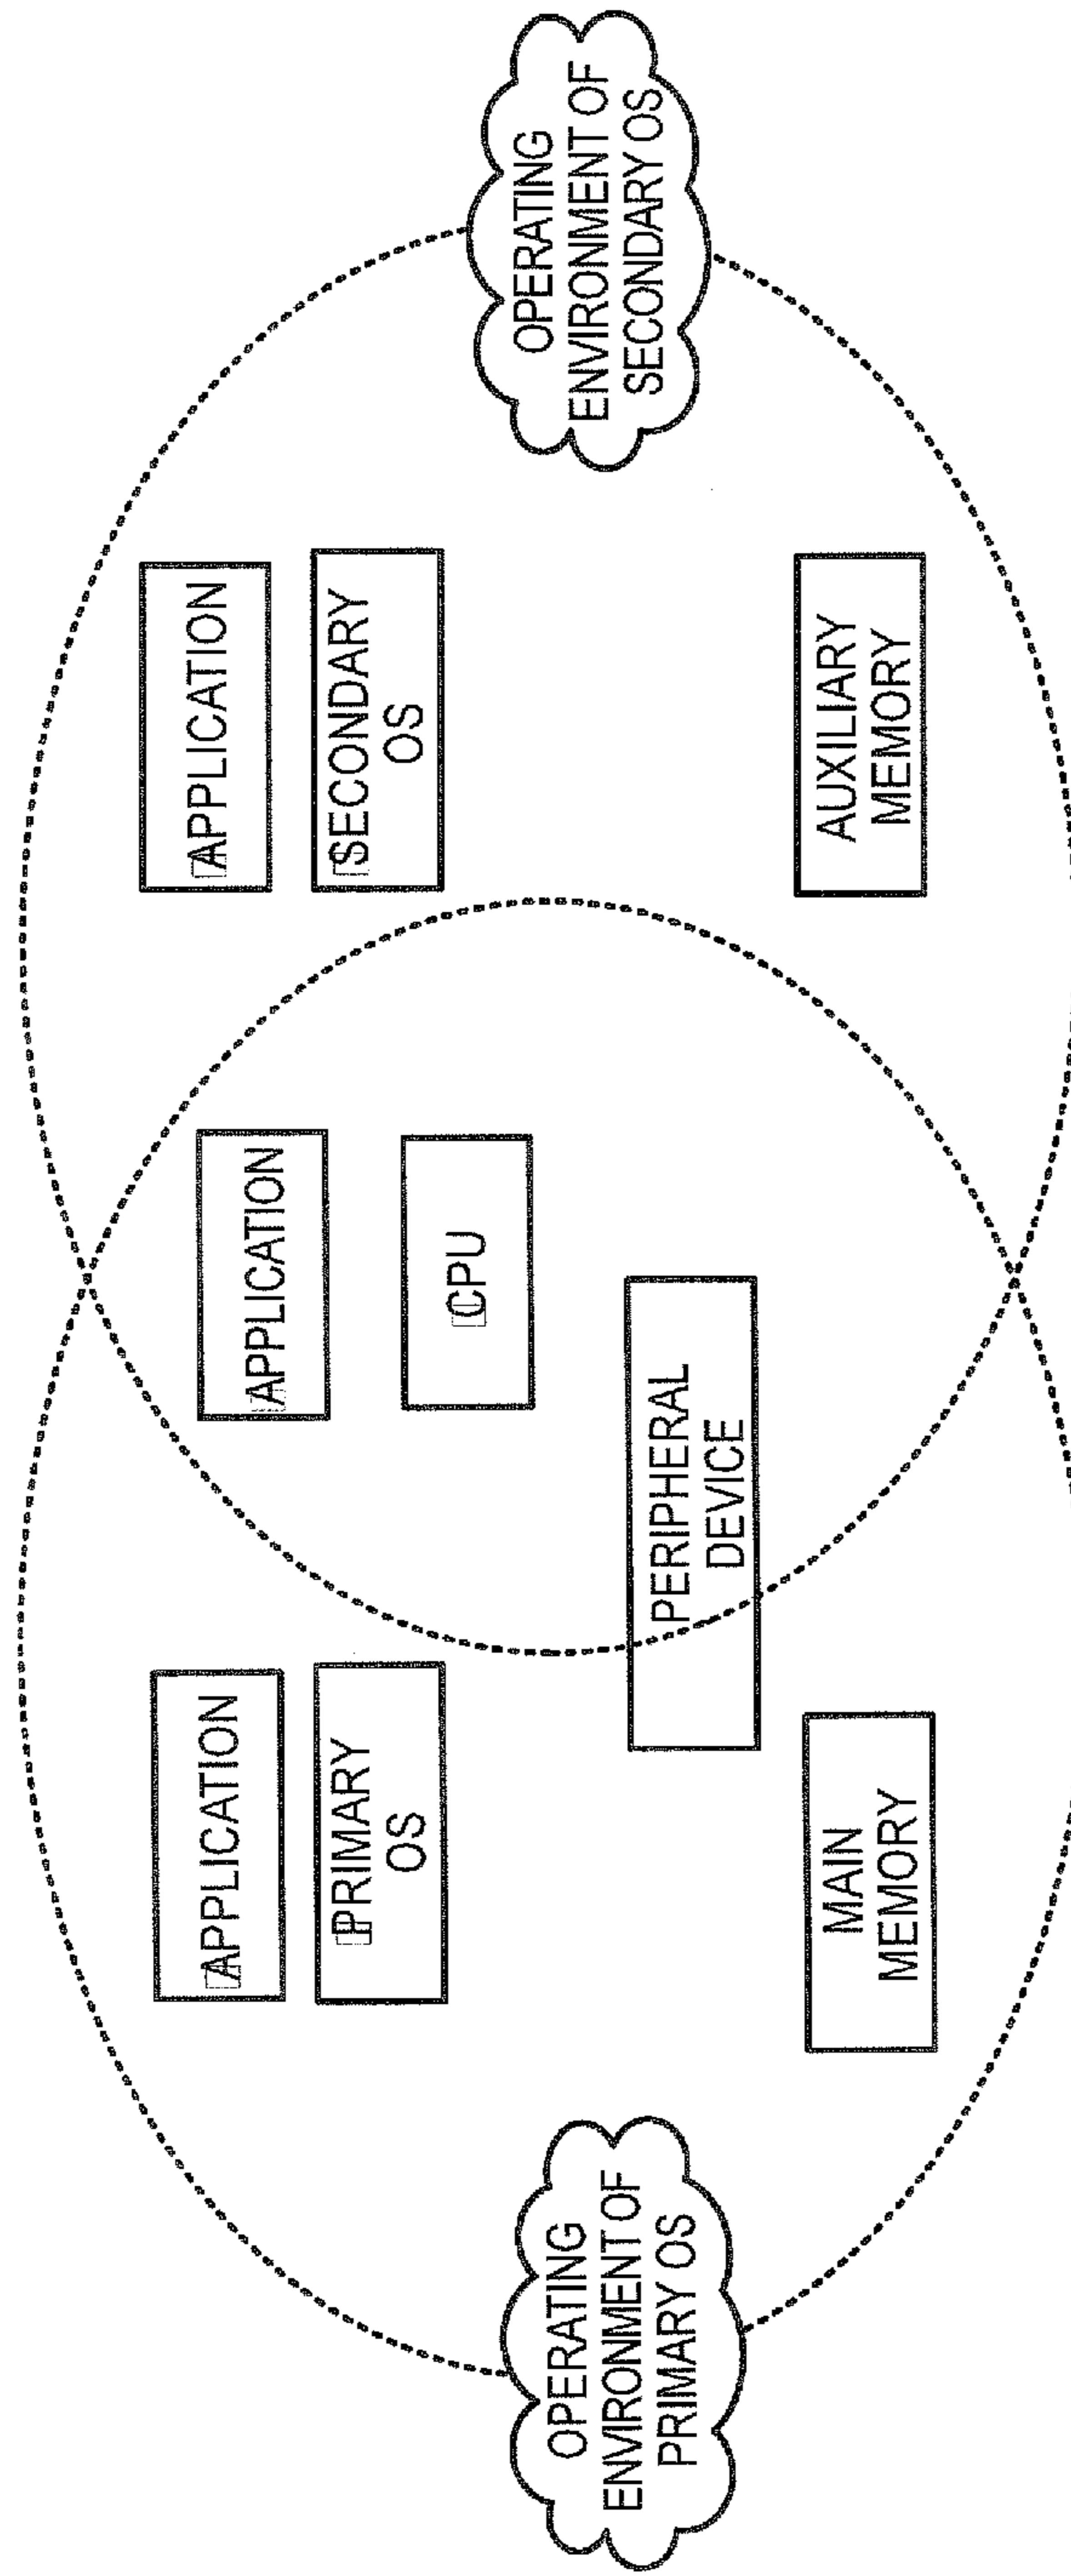 APPLICATION
PRIMARY
OS
APPLICATION
CPU
APPLICATION
SECONDARY
OS
OPERATING
ENVIRONMENT OF
PRIMARY OS
PERIPHERAL
DEVICE
OPERATING
ENVIRONMENT OF
SECONDARY OS
MAIN
MEMORY
AUXILIARY
MEMORY